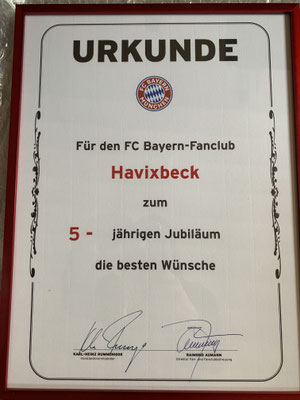 URKUNDE
FC BAYERN
MÜNCHEN
Für den FC Bayern-Fanclub
Havixbeck
zum
5 - jährigen Jubiläum
die besten Wünsche
KARL-HEINZ RUMMENIGGE RAIMUND AUMANN